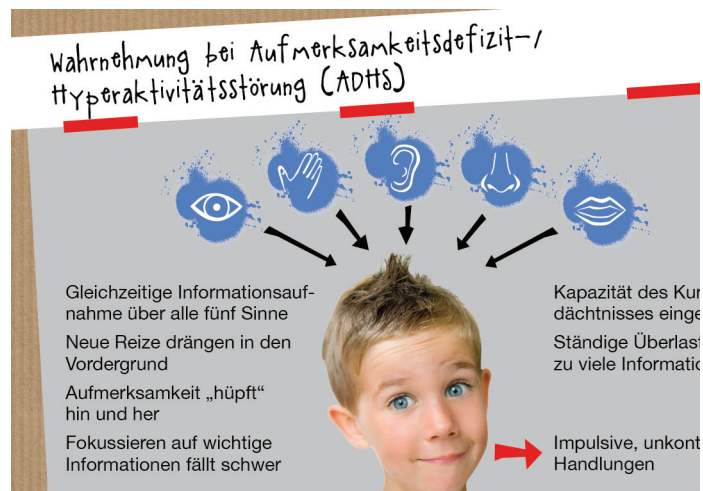 Wahrnehmung bei Aufmerksamkeitsdefizit-/
Hyperaktivitätsstörung (ADHS)
Gleichzeitige Informationsauf-
nahme über alle fünf Sinne
Neue Reize drängen in den
Vordergrund
Aufmerksamkeit „hüpft“
hin und her
Fokussieren auf wichtige
Informationen fällt schwer
Kapazität des
Ständige
zu viele
Impulsive,
Handlungen